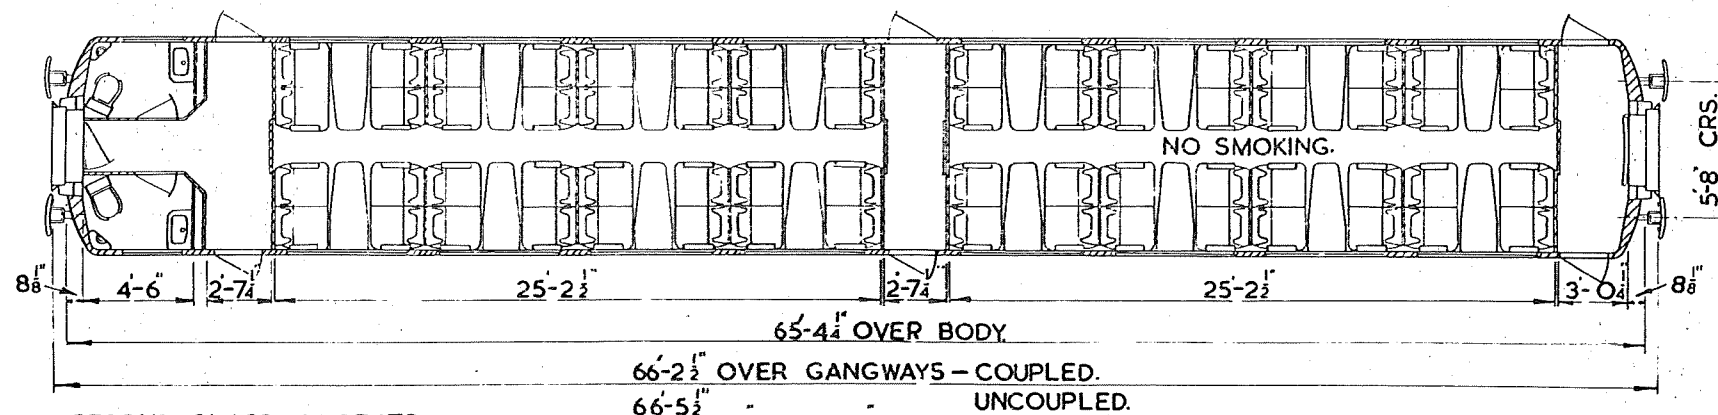 NO SMOKING.
5'-8" CRS.
8⅛" 4'-6" 2'-7¼" 25'-2½" 2'-7¼" 25'-2½" 3'-0¼" 8⅛"
65'-4¼" OVER BODY.
66'-2½" OVER GANGWAYS – COUPLED.
66'-5½" " " UNCOUPLED.